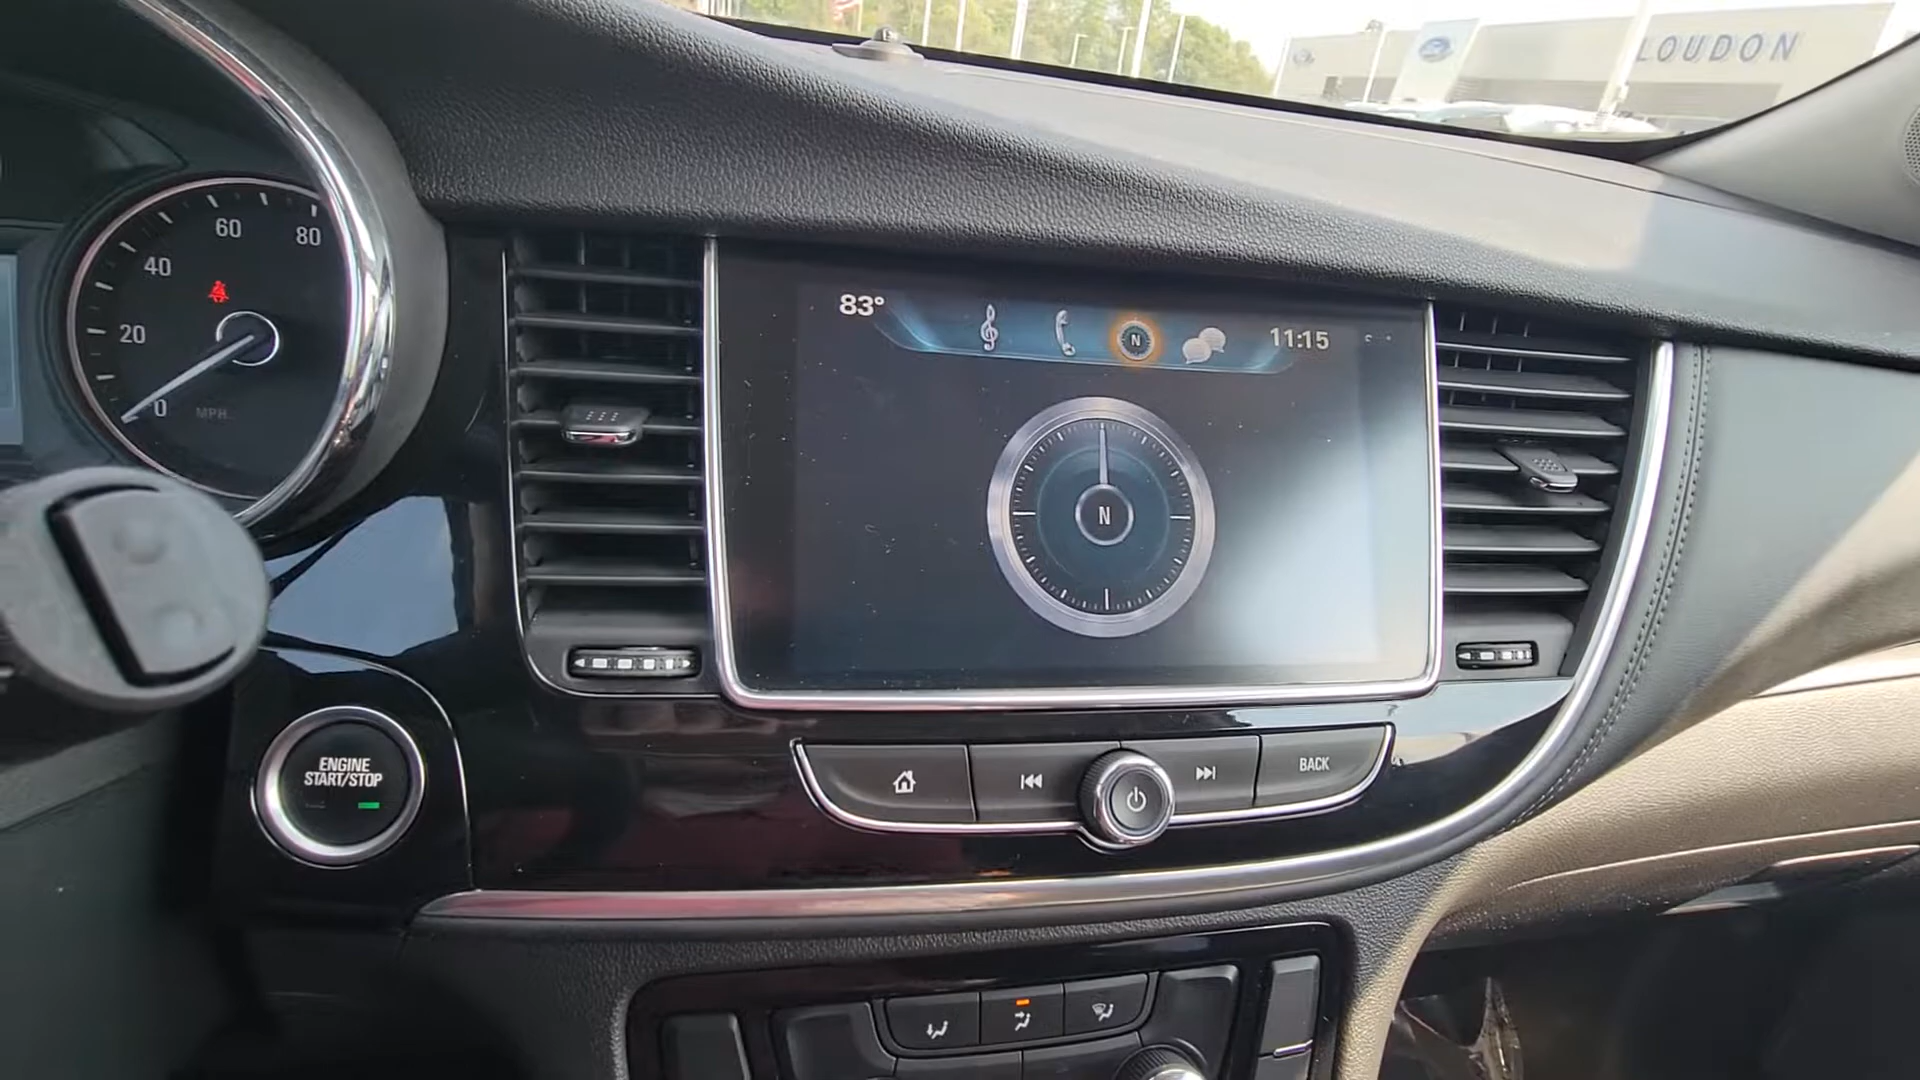 LOUDON
60
80
40
20
0
MPH
83°
N
11:15
N
ENGINE
START/STOP
BACK